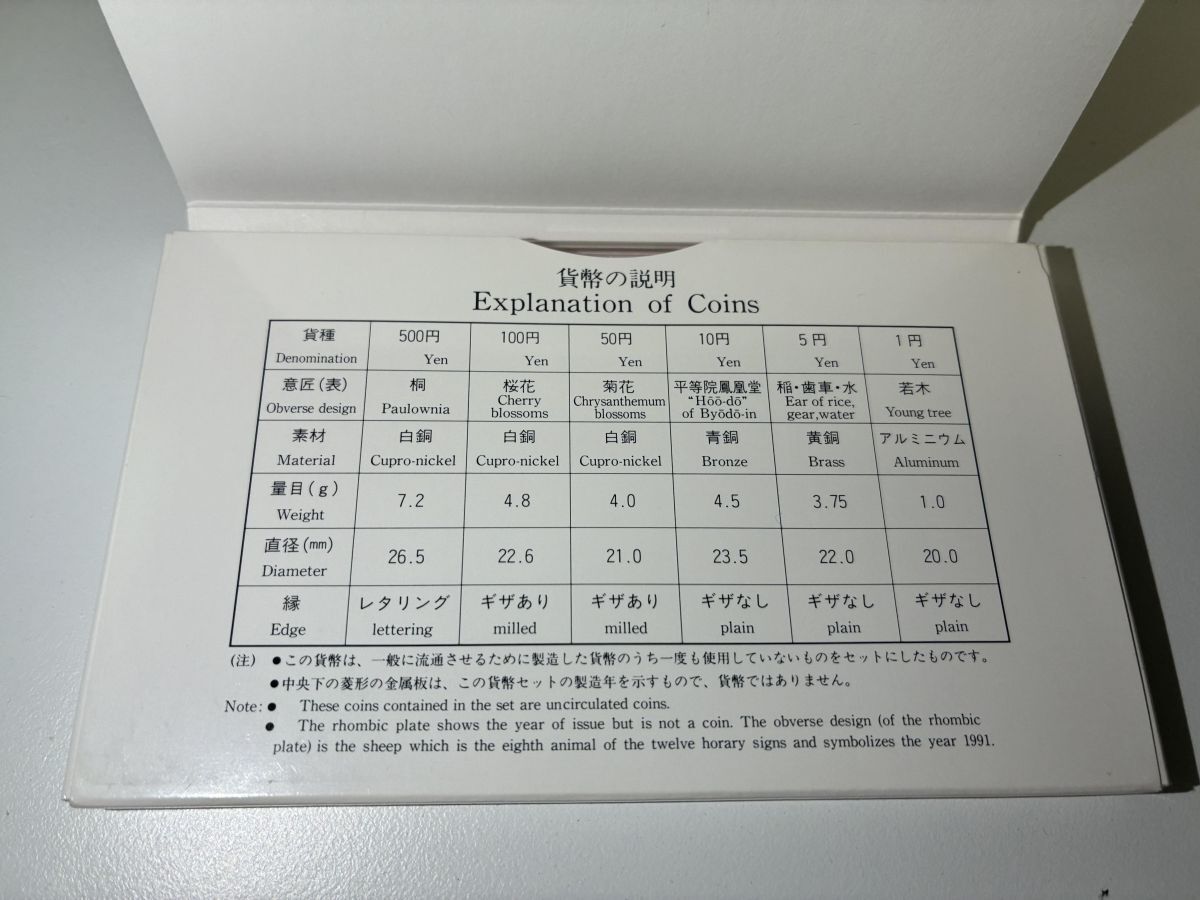 貨幣の説明
Explanation of Coins
貨種 500円 100円 50円 10円 5円 1円
Denomination Yen Yen Yen Yen Yen Yen
意匠(表) 桐 桜花 菊花 平等院鳳凰堂 稲・歯車・水 若木
Obverse design Paulownia Cherry blossoms Chrysanthemum blossoms “Hōō-dō” of Byōdō-in Ear of rice, gear,water Young tree
素材 白銅 白銅 白銅 青銅 黄銅 アルミニウム
Material Cupro-nickel Cupro-nickel Cupro-nickel Bronze Brass Aluminum
量目(g) 7.2 4.8 4.0 4.5 3.75 1.0
Weight
直径(㎜) 26.5 22.6 21.0 23.5 22.0 20.0
Diameter
縁 レタリング ギザあり ギザあり ギザなし ギザなし ギザなし
Edge lettering milled milled plain plain plain
(注) ●この貨幣は、一般に流通させるために製造した貨幣のうち一度も使用していないものをセットにしたものです。
●中央下の菱形の金属板は、この貨幣セットの製造年を示すもので、貨幣ではありません。
Note: ● These coins contained in the set are uncirculated coins.
● The rhombic plate shows the year of issue but is not a coin. The obverse design (of the rhombic
plate) is the sheep which is the eighth animal of the twelve horary signs and symbolizes the year 1991.